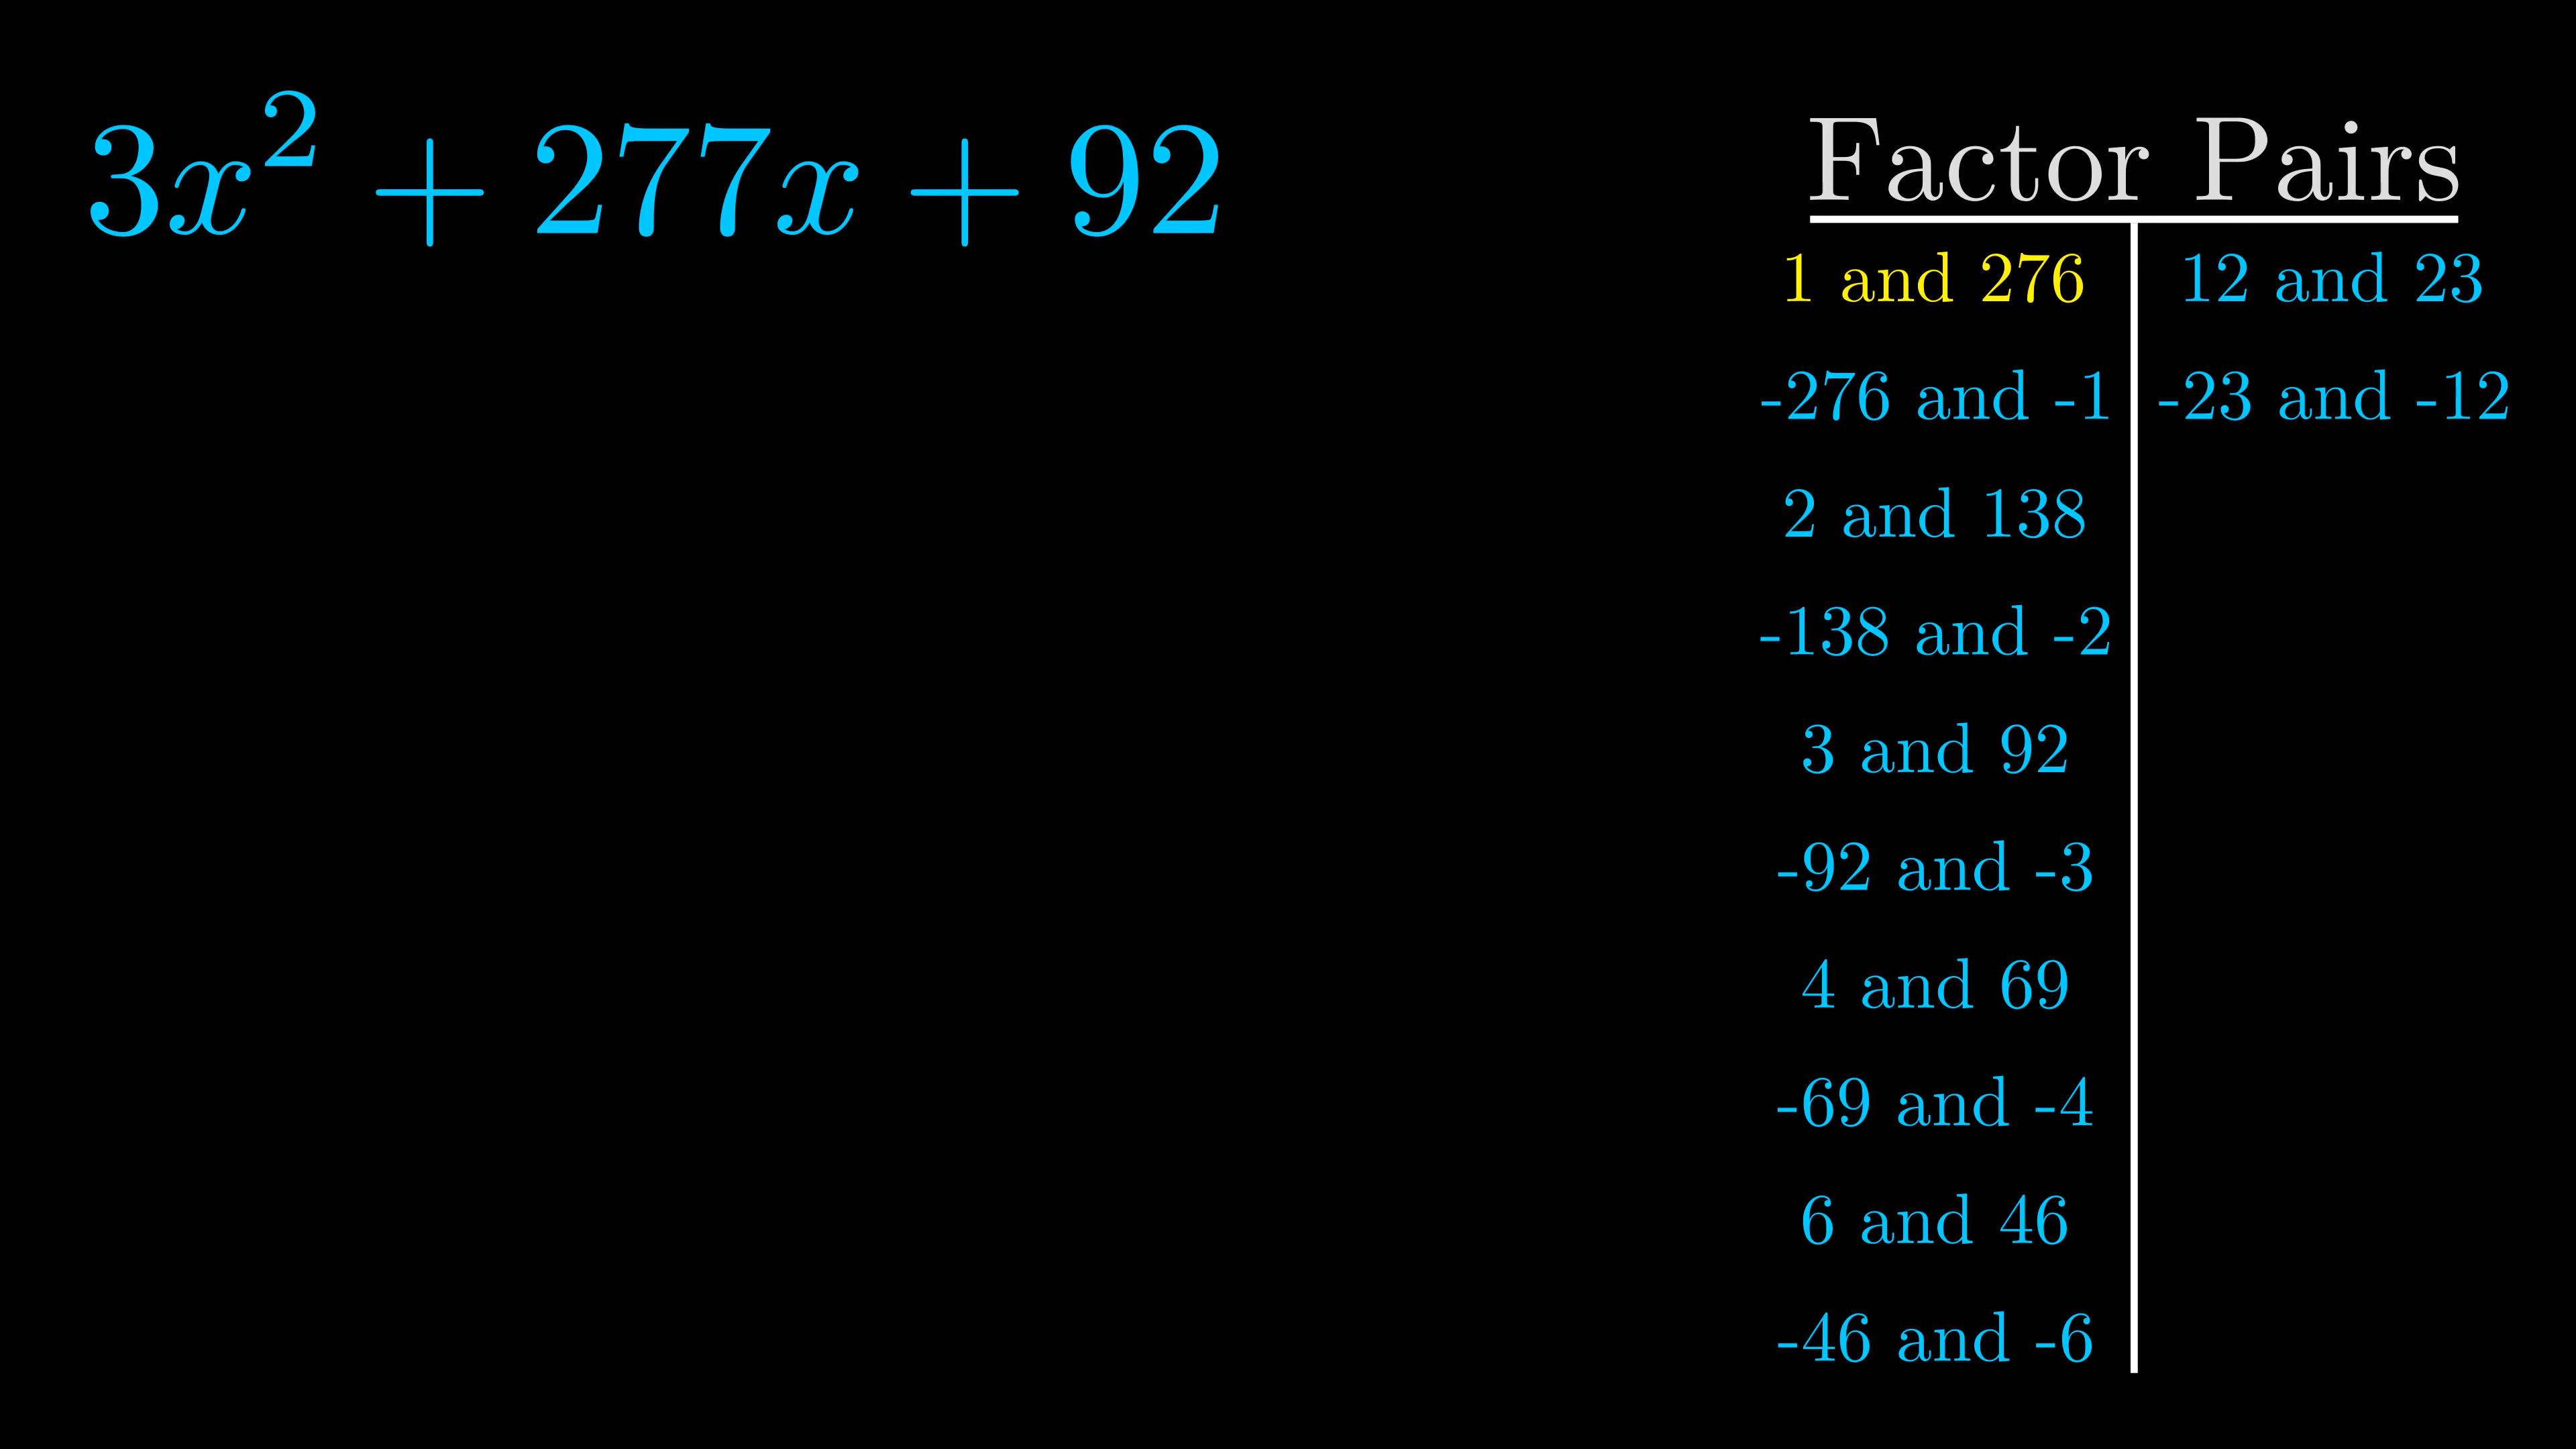 3x² + 277x + 92
Factor Pairs
1 and 276
-276 and -1
2 and 138
-138 and -2
3 and 92
-92 and -3
4 and 69
-69 and -4
6 and 46
-46 and -6
12 and 23
-23 and -12